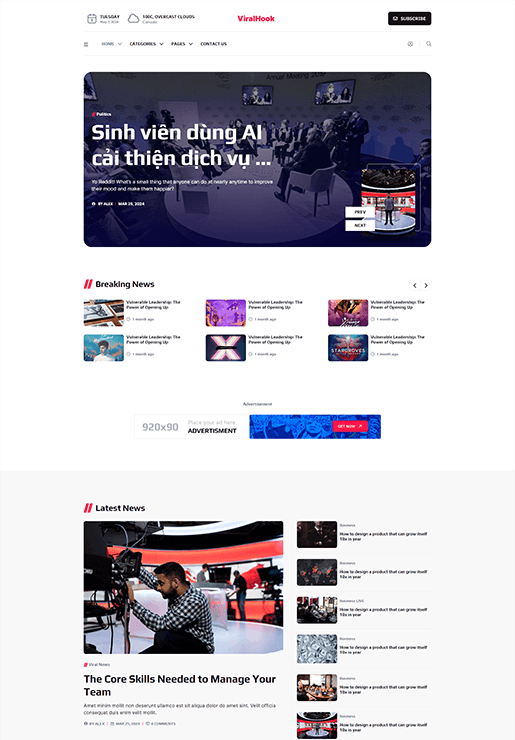 TUESDAY
May 7, 2024
10ºC, OVERCAST CLOUDS
Canada
ViralHook
SUBSCRIBE
HOME
CATEGORIES
PAGES
CONTACT US
Annual Meeting 2019
Politics
Sinh viên dùng AI
cải thiện dịch vụ ...
Yo Reddit! What's a small thing that anyone can do at nearly anytime to improve
their mood and make them happier?
BY ALEX
MAR 25, 2024
PREV
NEXT
Breaking News
Vulnerable Leadership: The
Power of Opening Up
1 month ago
Vulnerable Leadership: The
Power of Opening Up
1 month ago
Vulnerable Leadership: The
Power of Opening Up
1 month ago
Vulnerable Leadership: The
Power of Opening Up
1 month ago
Vulnerable Leadership: The
Power of Opening Up
1 month ago
STARGROVES
Vulnerable Leadership: The
Power of Opening Up
1 month ago
Advertisement
920x90
Place your ad here
ADVERTISMENT
GET NOW
Latest News
Viral News
The Core Skills Needed to Manage Your
Team
Amet minim mollit non deserunt ullamco est sit aliqua dolor do amet sint. Velit officia
consequat duis enim velit mollit.
BY ALEX
MAR 25, 2024
0 COMMENTS
Business
How to design a product that can grow itself
10x in year
Business
How to design a product that can grow itself
10x in year
Business LIVE
How to design a product that can grow itself
10x in year
Business
How to design a product that can grow itself
10x in year
Business
How to design a product that can grow itself
10x in year
Business
How to design a product that can grow itself
10x in year